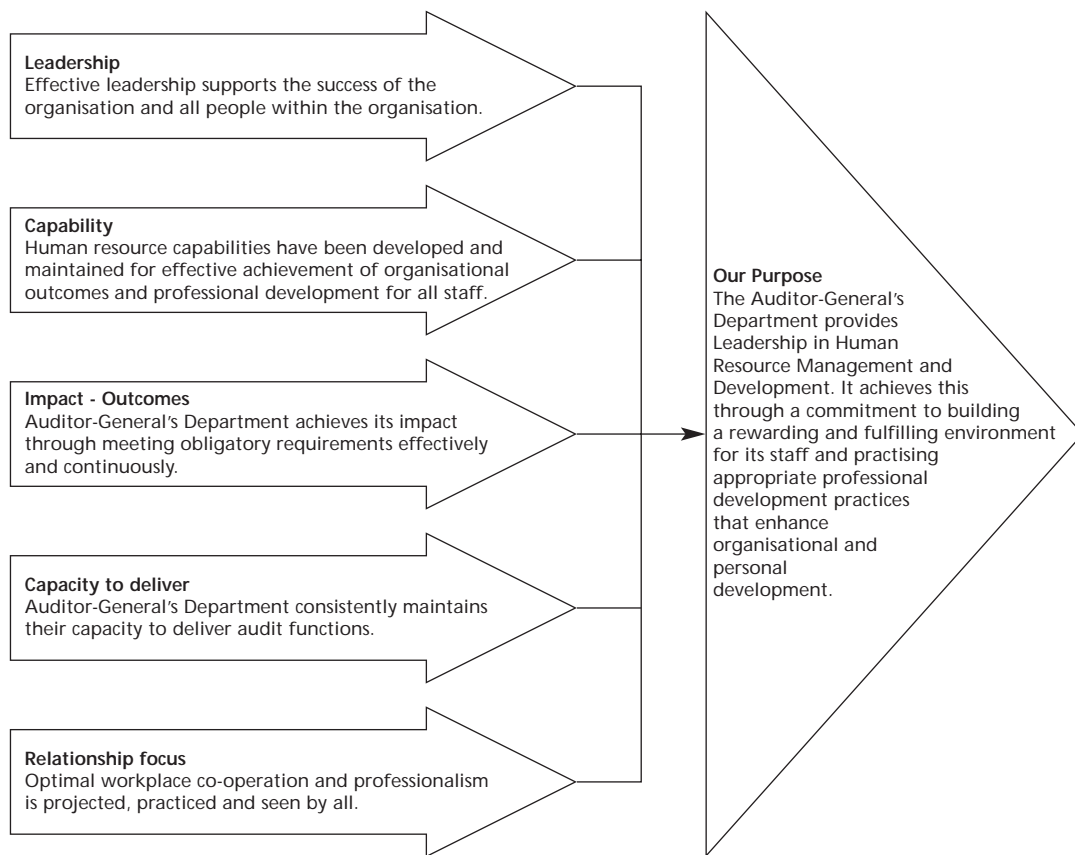 Leadership
Effective leadership supports the success of the
organisation and all people within the organisation.
Capability
Human resource capabilities have been developed and
maintained for effective achievement of organisational
outcomes and professional development for all staff.
Impact - Outcomes
Auditor-General's Department achieves its impact
through meeting obligatory requirements effectively
and continuously.
Capacity to deliver
Auditor-General's Department consistently maintains
their capacity to deliver audit functions.
Relationship focus
Optimal workplace co-operation and professionalism
is projected, practiced and seen by all.
Our Purpose
The Auditor-General's
Department provides
Leadership in Human
Resource Management and
Development. It achieves this
through a commitment to building
a rewarding and fulfilling environment
for its staff and practising
appropriate professional
development practices
that enhance
organisational and
personal
development.